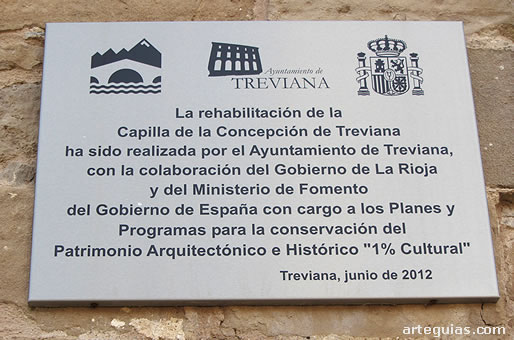 Ayuntamiento de
TREVIANA
La rehabilitación de la
Capilla de la Concepción de Treviana
ha sido realizada por el Ayuntamiento de Treviana,
con la colaboración del Gobierno de La Rioja
y del Ministerio de Fomento
del Gobierno de España con cargo a los Planes y
Programas para la conservación del
Patrimonio Arquitectónico e Histórico "1% Cultural"
Treviana, junio de 2012
arteguias.com